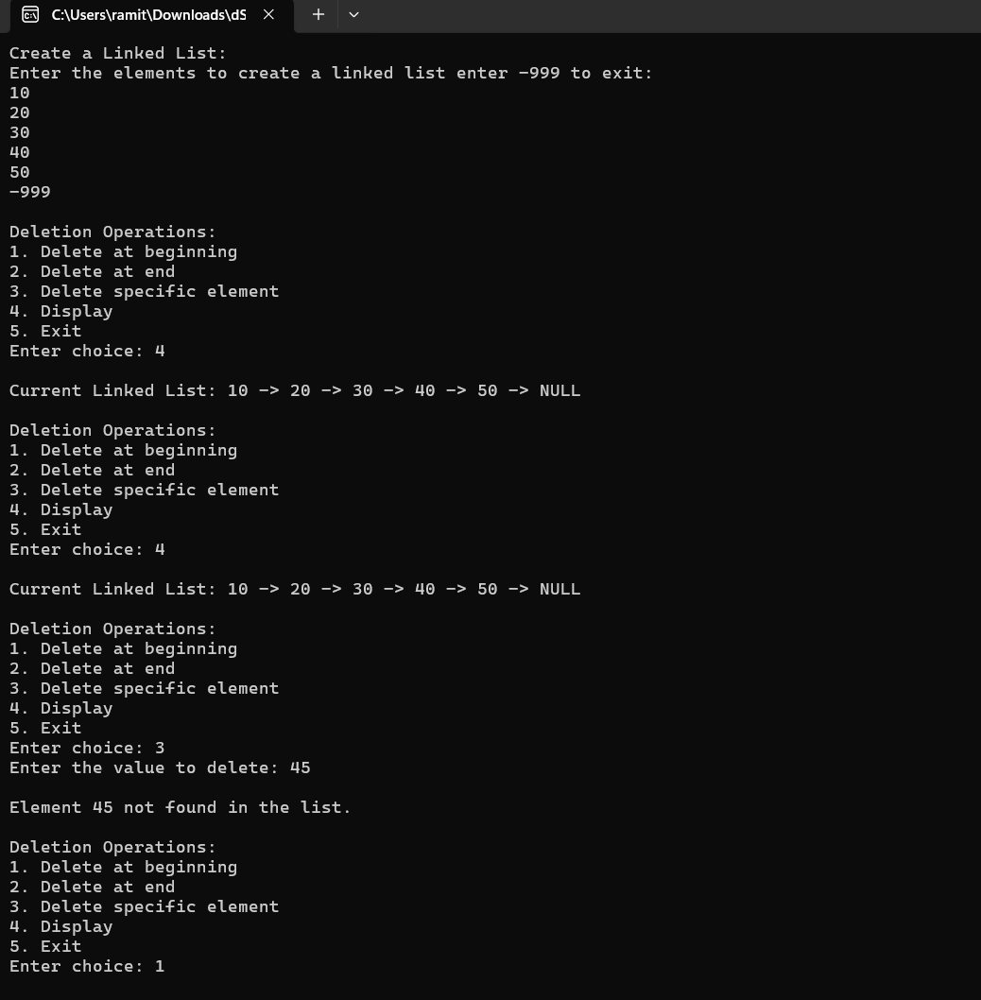 C:\Users\ramit\Downloads\dS
Create a Linked List:
Enter the elements to create a linked list enter -999 to exit:
10
20
30
40
50
-999
Deletion Operations:
1. Delete at beginning
2. Delete at end
3. Delete specific element
4. Display
5. Exit
Enter choice: 4
Current Linked List: 10 -> 20 -> 30 -> 40 -> 50 -> NULL
Deletion Operations:
1. Delete at beginning
2. Delete at end
3. Delete specific element
4. Display
5. Exit
Enter choice: 4
Current Linked List: 10 -> 20 -> 30 -> 40 -> 50 -> NULL
Deletion Operations:
1. Delete at beginning
2. Delete at end
3. Delete specific element
4. Display
5. Exit
Enter choice: 3
Enter the value to delete: 45
Element 45 not found in the list.
Deletion Operations:
1. Delete at beginning
2. Delete at end
3. Delete specific element
4. Display
5. Exit
Enter choice: 1